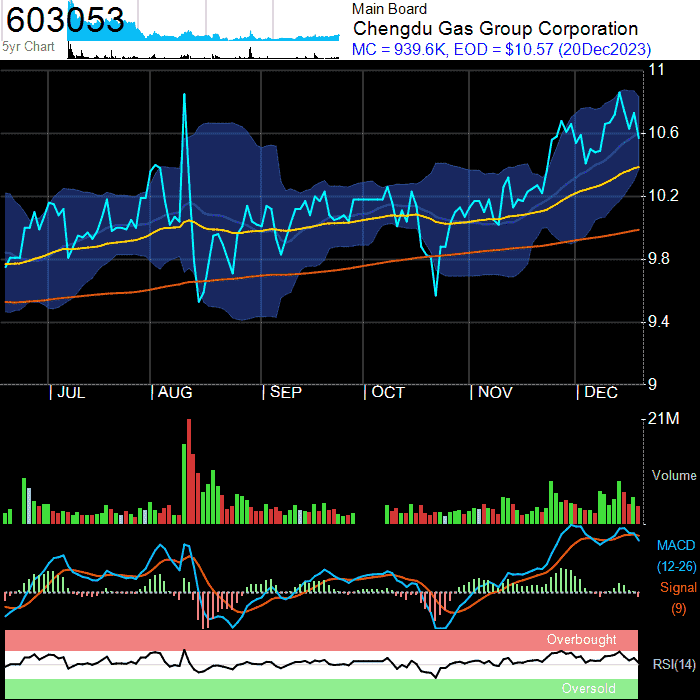 603053
5yr Chart
Main Board
Chengdu Gas Group Corporation
MC = 939.6K, EOD = $10.57 (20Dec2023)
11
10.6
10.2
9.8
9.4
9
JUL AUG SEP OCT NOV DEC
21M
Volume
MACD
(12-26)
Signal
(9)
Overbought
RSI(14)
Oversold